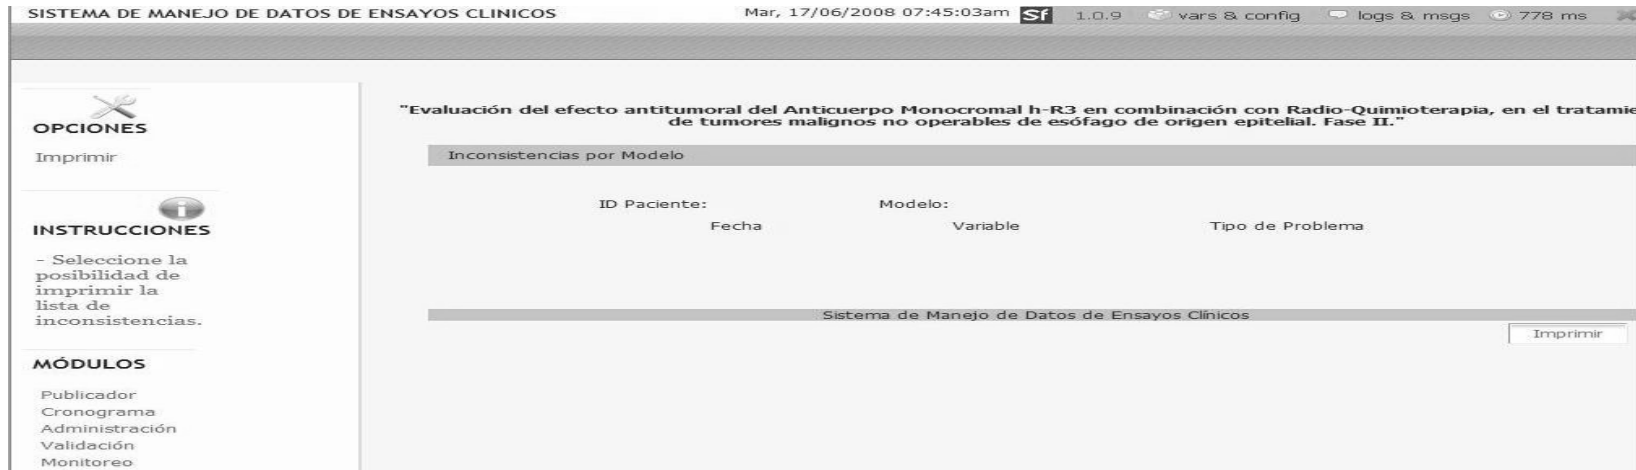 SISTEMA DE MANEJO DE DATOS DE ENSAYOS CLINICOS
Mar, 17/06/2008 07:45:03am Sf 1.0.9 vars & config logs & msgs 778 ms
OPCIONES
Imprimir
INSTRUCCIONES
- Seleccione la
posibilidad de
imprimir la
lista de
inconsistencias.
MÓDULOS
Publicador
Cronograma
Administración
Validación
Monitoreo
"Evaluación del efecto antitumoral del Anticuerpo Monocromal h-R3 en combinación con Radio-Quimioterapia, en el tratamie
de tumores malignos no operables de esófago de origen epitelial. Fase II."
Inconsistencias por Modelo
ID Paciente: Modelo:
Fecha Variable Tipo de Problema
Sistema de Manejo de Datos de Ensayos Clínicos
Imprimir